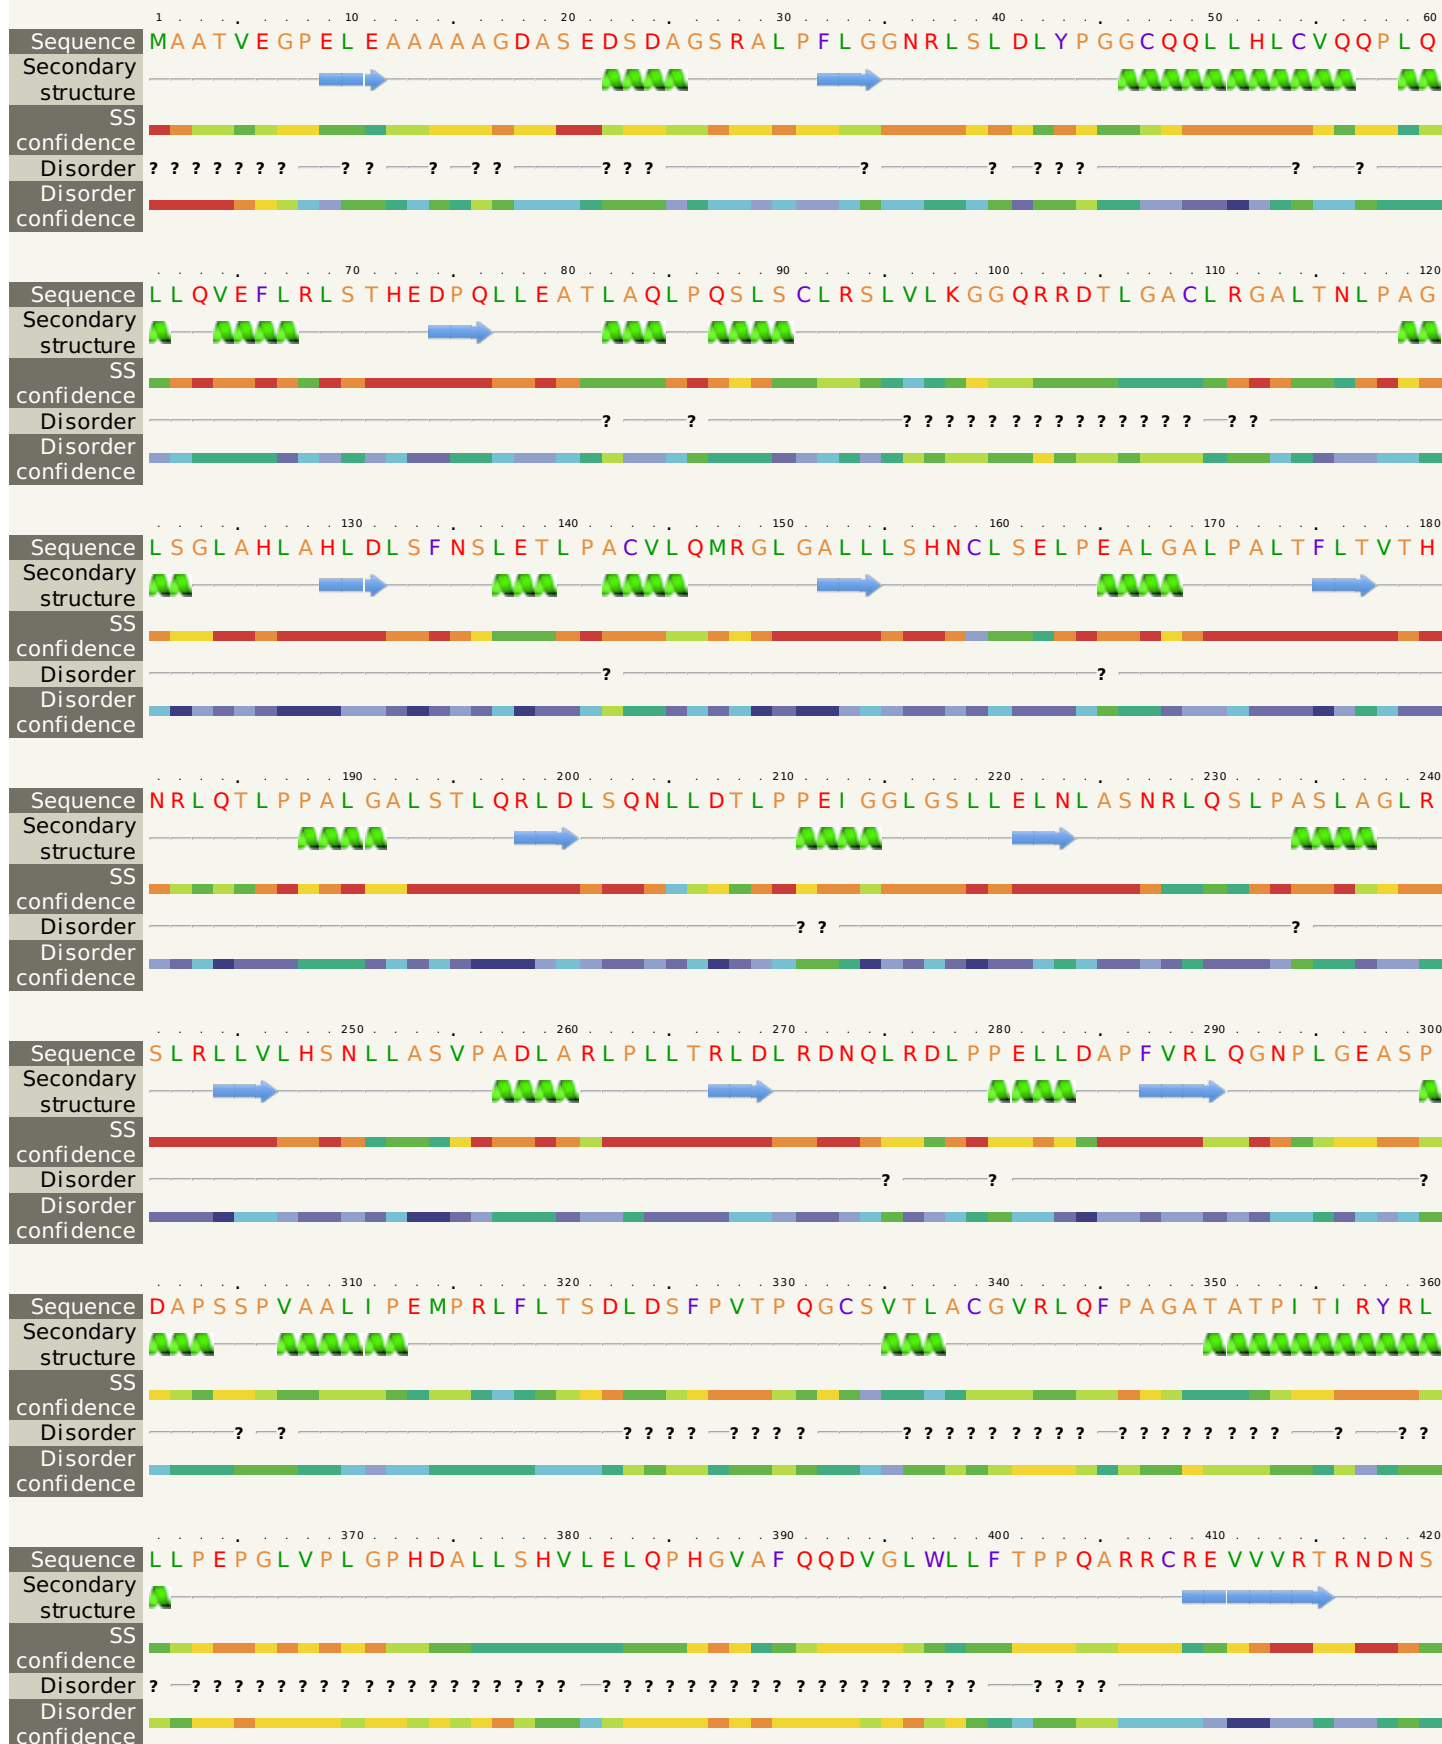 1 10 20 30 40 50 60
Sequence MAATVEGPELEAAAAAGDASEDSDAGSRALPFLGGNRLSLDLYPGGCQQLLHLCVQQPLQ
Secondary
structure
SS
confidence
Disorder ? ? ? ? ? ? ? ? ? ? ? ? ? ? ? ? ? ? ? ? ? ?
Disorder
confidence
70 80 90 100 110 120
Sequence LLQVEFLRLSTHEDPQLLEATLAQLPQSLSCLRSLVLKGGQRRDTLGACLRGALTNLPAG
Secondary
structure
SS
confidence
Disorder ? ? ? ? ? ? ? ? ? ? ? ? ? ? ? ? ? ?
Disorder
confidence
130 140 150 160 170 180
Sequence LSGLAHLAHLDLSFNSLETLPACVLQMRGLGALLLSHNCLSELPEALGALPALTFLTVTH
Secondary
structure
SS
confidence
Disorder ? ?
Disorder
confidence
190 200 210 220 230 240
Sequence NRLQTLPPALGALSTLQRLDLSQNLLDTLPPEIGGLGSLLELNLASNRLQSLPASLAGLR
Secondary
structure
SS
confidence
Disorder ? ? ?
Disorder
confidence
250 260 270 280 290 300
Sequence SLRLLVLHSNLLASVPADLARLPLLTRLDLRDNQLRDLPPELLDAPFVRLQGNPLGEASP
Secondary
structure
SS
confidence
Disorder ? ? ?
Disorder
confidence
310 320 330 340 350 360
Sequence DAPSSPVAALIPEMPRLFLTSDLDSFPVTPQGCSVTLACGVRLQFPAGATATPITIRYRL
Secondary
structure
SS
confidence
Disorder ? ? ? ? ? ? ? ? ? ? ? ? ? ? ? ? ? ? ? ? ? ? ? ? ? ? ? ? ? ? ?
Disorder
confidence
370 380 390 400 410 420
Sequence LLPEPGLVPLGPHDALLSHVLELQPHGVAFQQDVGLWLLFTPPQARRCREVVVRTRNDNS
Secondary
structure
SS
confidence
Disorder ? ? ? ? ? ? ? ? ? ? ? ? ? ? ? ? ? ? ? ? ? ? ? ? ? ? ? ? ? ? ? ? ? ? ? ? ? ? ? ? ?
Disorder
confidence